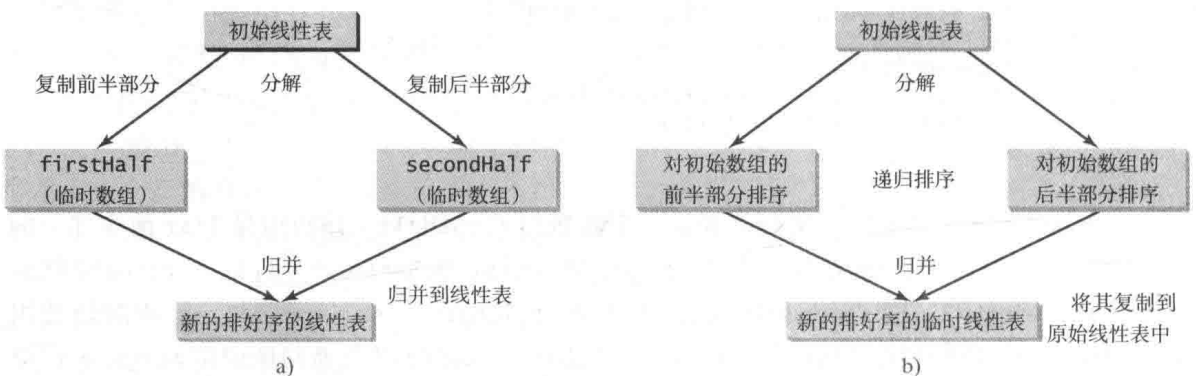 初始线性表
复制前半部分
分解
复制后半部分
firstHalf
（临时数组）
secondHalf
（临时数组）
归并
归并到线性表
新的排好序的线性表
a)
初始线性表
分解
对初始数组的
前半部分排序
递归排序
对初始数组的
后半部分排序
归并
新的排好序的临时线性表
将其复制到
原始线性表中
b)